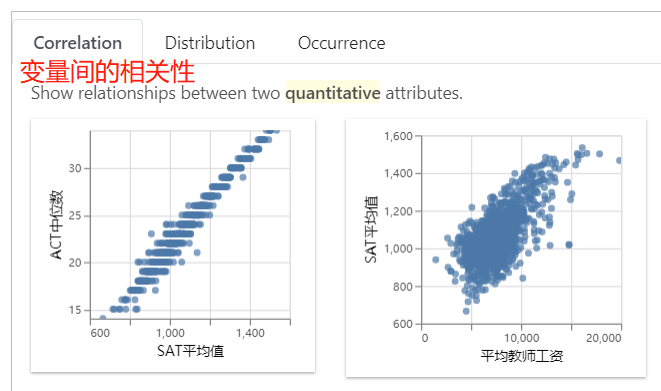 Correlation Distribution Occurrence
变量间的相关性
Show relationships between two quantitative attributes.
ACT中位数
30
25
20
15
600 1,000 1,400
SAT平均值
SAT平均值
1,600
1,400
1,200
1,000
800
600
0 10,000 20,000
平均教师工资